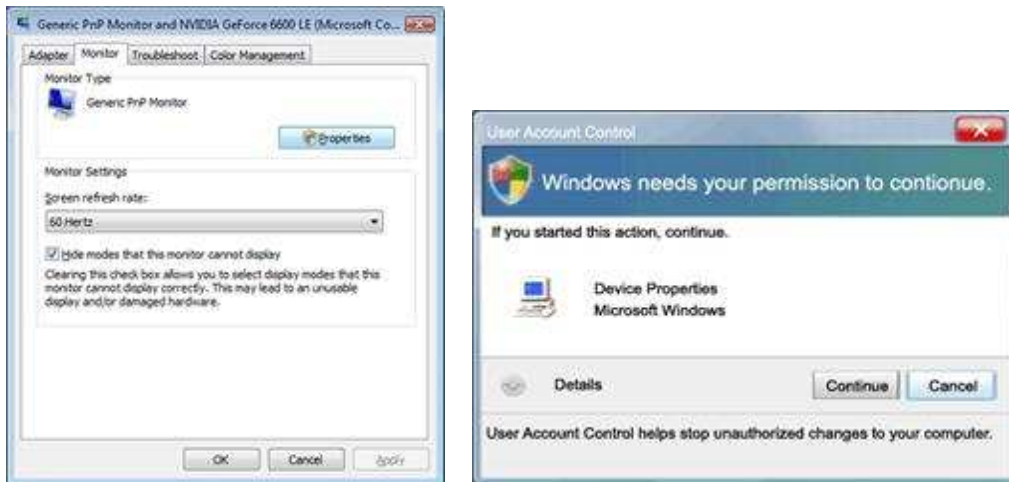 Generic PnP Monitor and NVIDIA GeForce 6600 LE (Microsoft Co...
Adapter Monitor Troubleshoot Color Management
Monitor Type
Generic PnP Monitor
Properties
Monitor Settings
Screen refresh rate:
60 Hertz
Hide modes that this monitor cannot display
Clearing this check box allows you to select display modes that this
monitor cannot display correctly. This may lead to an unusable
display and/or damaged hardware.
OK Cancel Apply
User Account Control
Windows needs your permission to contionue.
If you started this action, continue.
Device Properties
Microsoft Windows
Details Continue Cancel
User Account Control helps stop unauthorized changes to your computer.